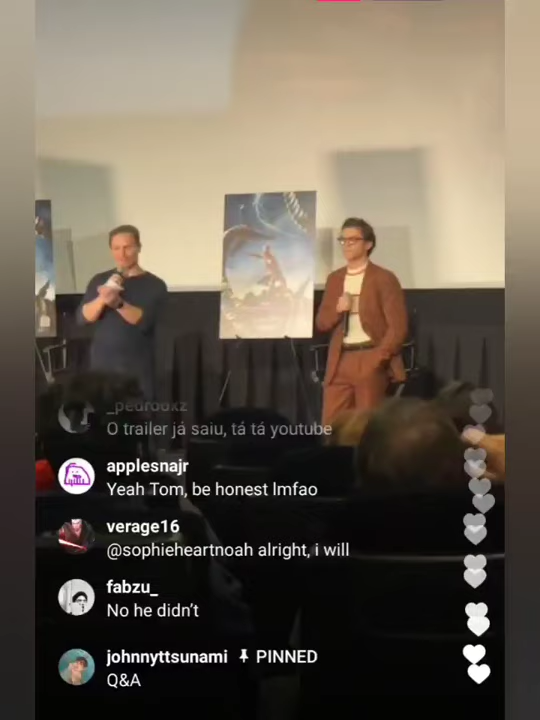 _pedrooxz
O trailer já saiu, tá tá youtube
applesnajr
Yeah Tom, be honest lmfao
verage16
@sophieheartnoah alright, i will
fabzu_
No he didn't
johnnyttsunami PINNED
Q&A